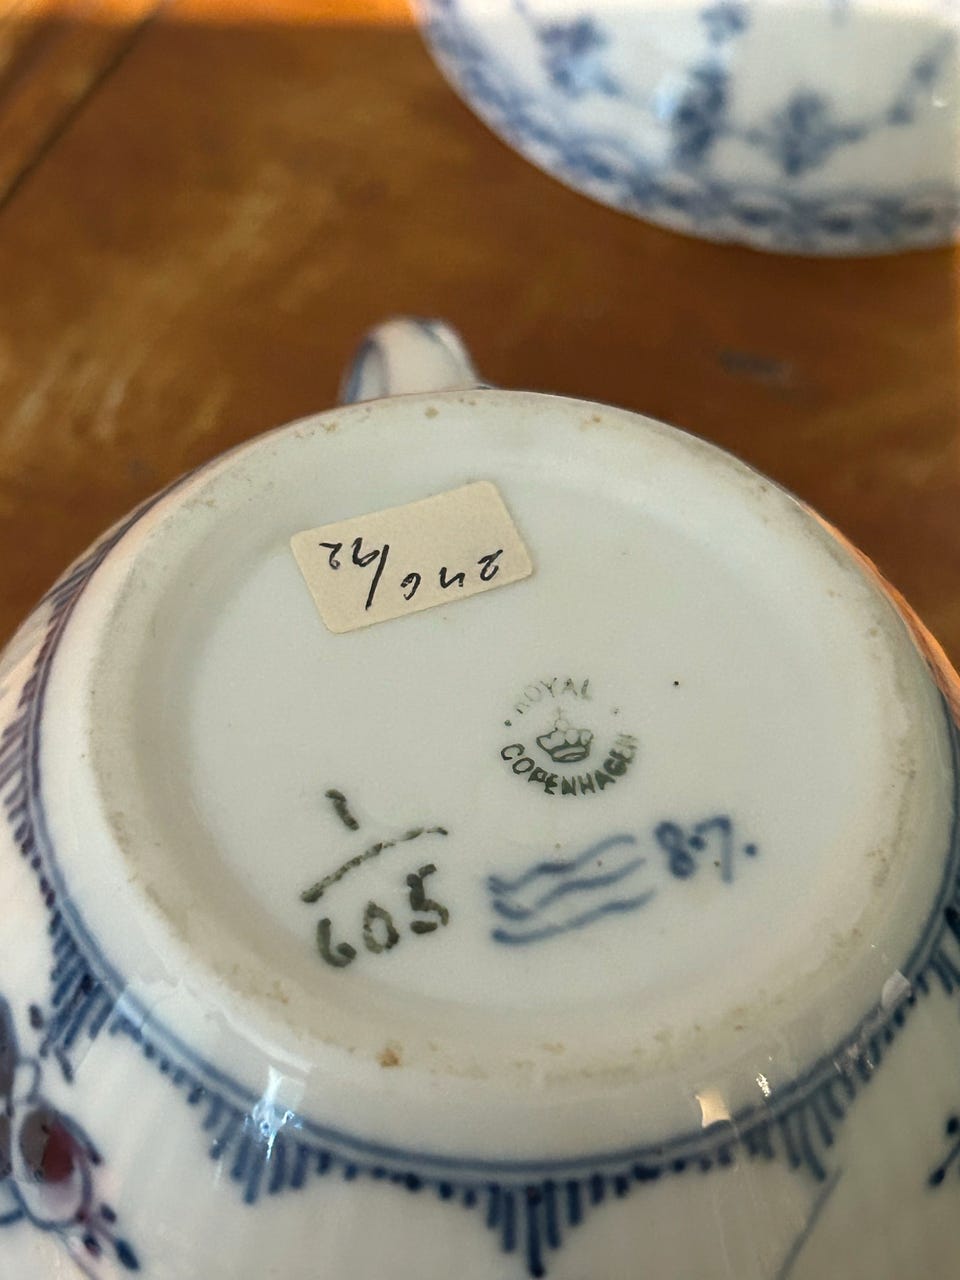 ROYAL
COPENHAGEN
1
605
87.